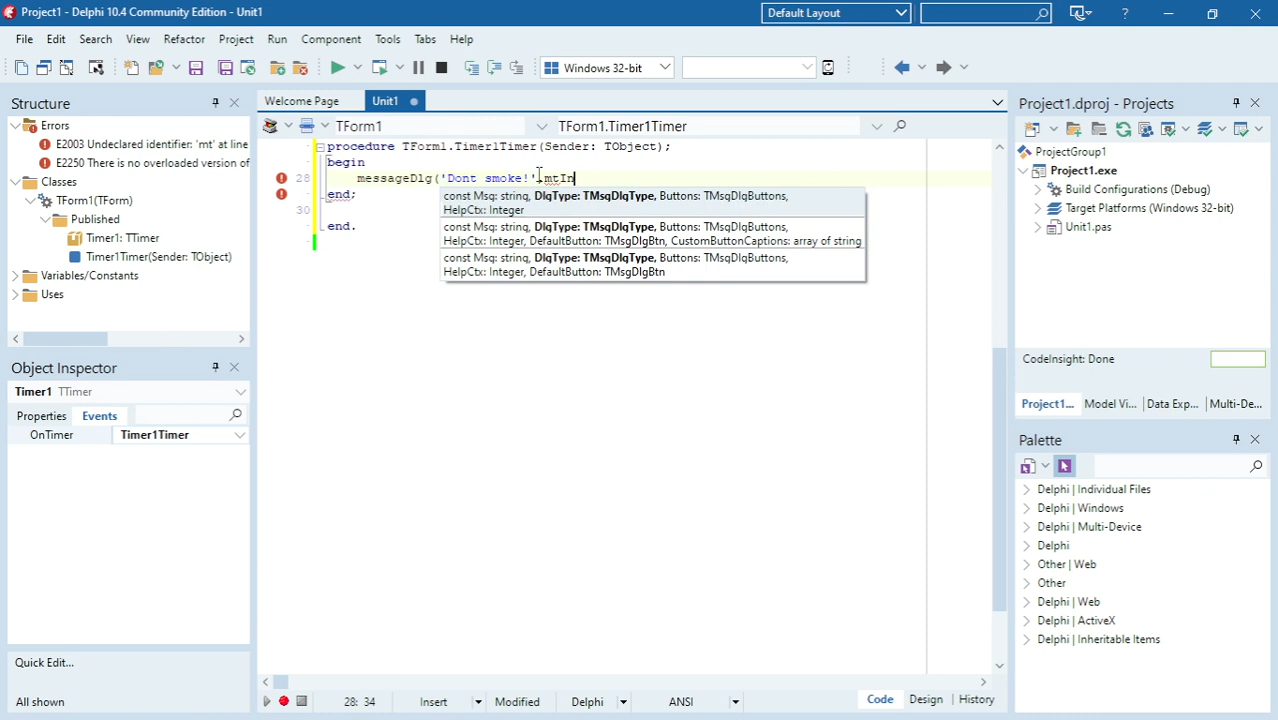 Project1 - Delphi 10.4 Community Edition - Unit1
Default Layout
?
File Edit Search View Refactor Project Run Component Tools Tabs Help
Windows 32-bit
Structure
Errors
E2003 Undeclared identifier: 'mt' at line
E2250 There is no overloaded version of
Classes
TForm1(TForm)
Published
Timer1: TTimer
Timer1Timer(Sender: TObject)
Variables/Constants
Uses
Object Inspector
Timer1 TTimer
Properties Events
OnTimer Timer1Timer
Quick Edit...
All shown
Welcome Page Unit1
TForm1 TForm1.Timer1Timer
procedure TForm1.Timer1Timer(Sender: TObject);
begin
28 messageDlg('Dont smoke!',mtIn
end;
30
end.
const Msg: string, DlgType: TMsgDlgType, Buttons: TMsgDlgButtons,
HelpCtx: Integer
const Msg: string, DlgType: TMsgDlgType, Buttons: TMsgDlgButtons,
HelpCtx: Integer, DefaultButton: TMsgDlgBtn, CustomButtonCaptions: array of string
const Msg: string, DlgType: TMsgDlgType, Buttons: TMsgDlgButtons,
HelpCtx: Integer, DefaultButton: TMsgDlgBtn
28: 34 Insert Modified Delphi ANSI Code Design History
Project1.dproj - Projects
ProjectGroup1
Project1.exe
Build Configurations (Debug)
Target Platforms (Windows 32-bit)
Unit1.pas
CodeInsight: Done
Project1... Model Vi... Data Exp... Multi-De...
Palette
Delphi | Individual Files
Delphi | Windows
Delphi | Multi-Device
Delphi
Other | Web
Other
Delphi | Web
Delphi | ActiveX
Delphi | Inheritable Items